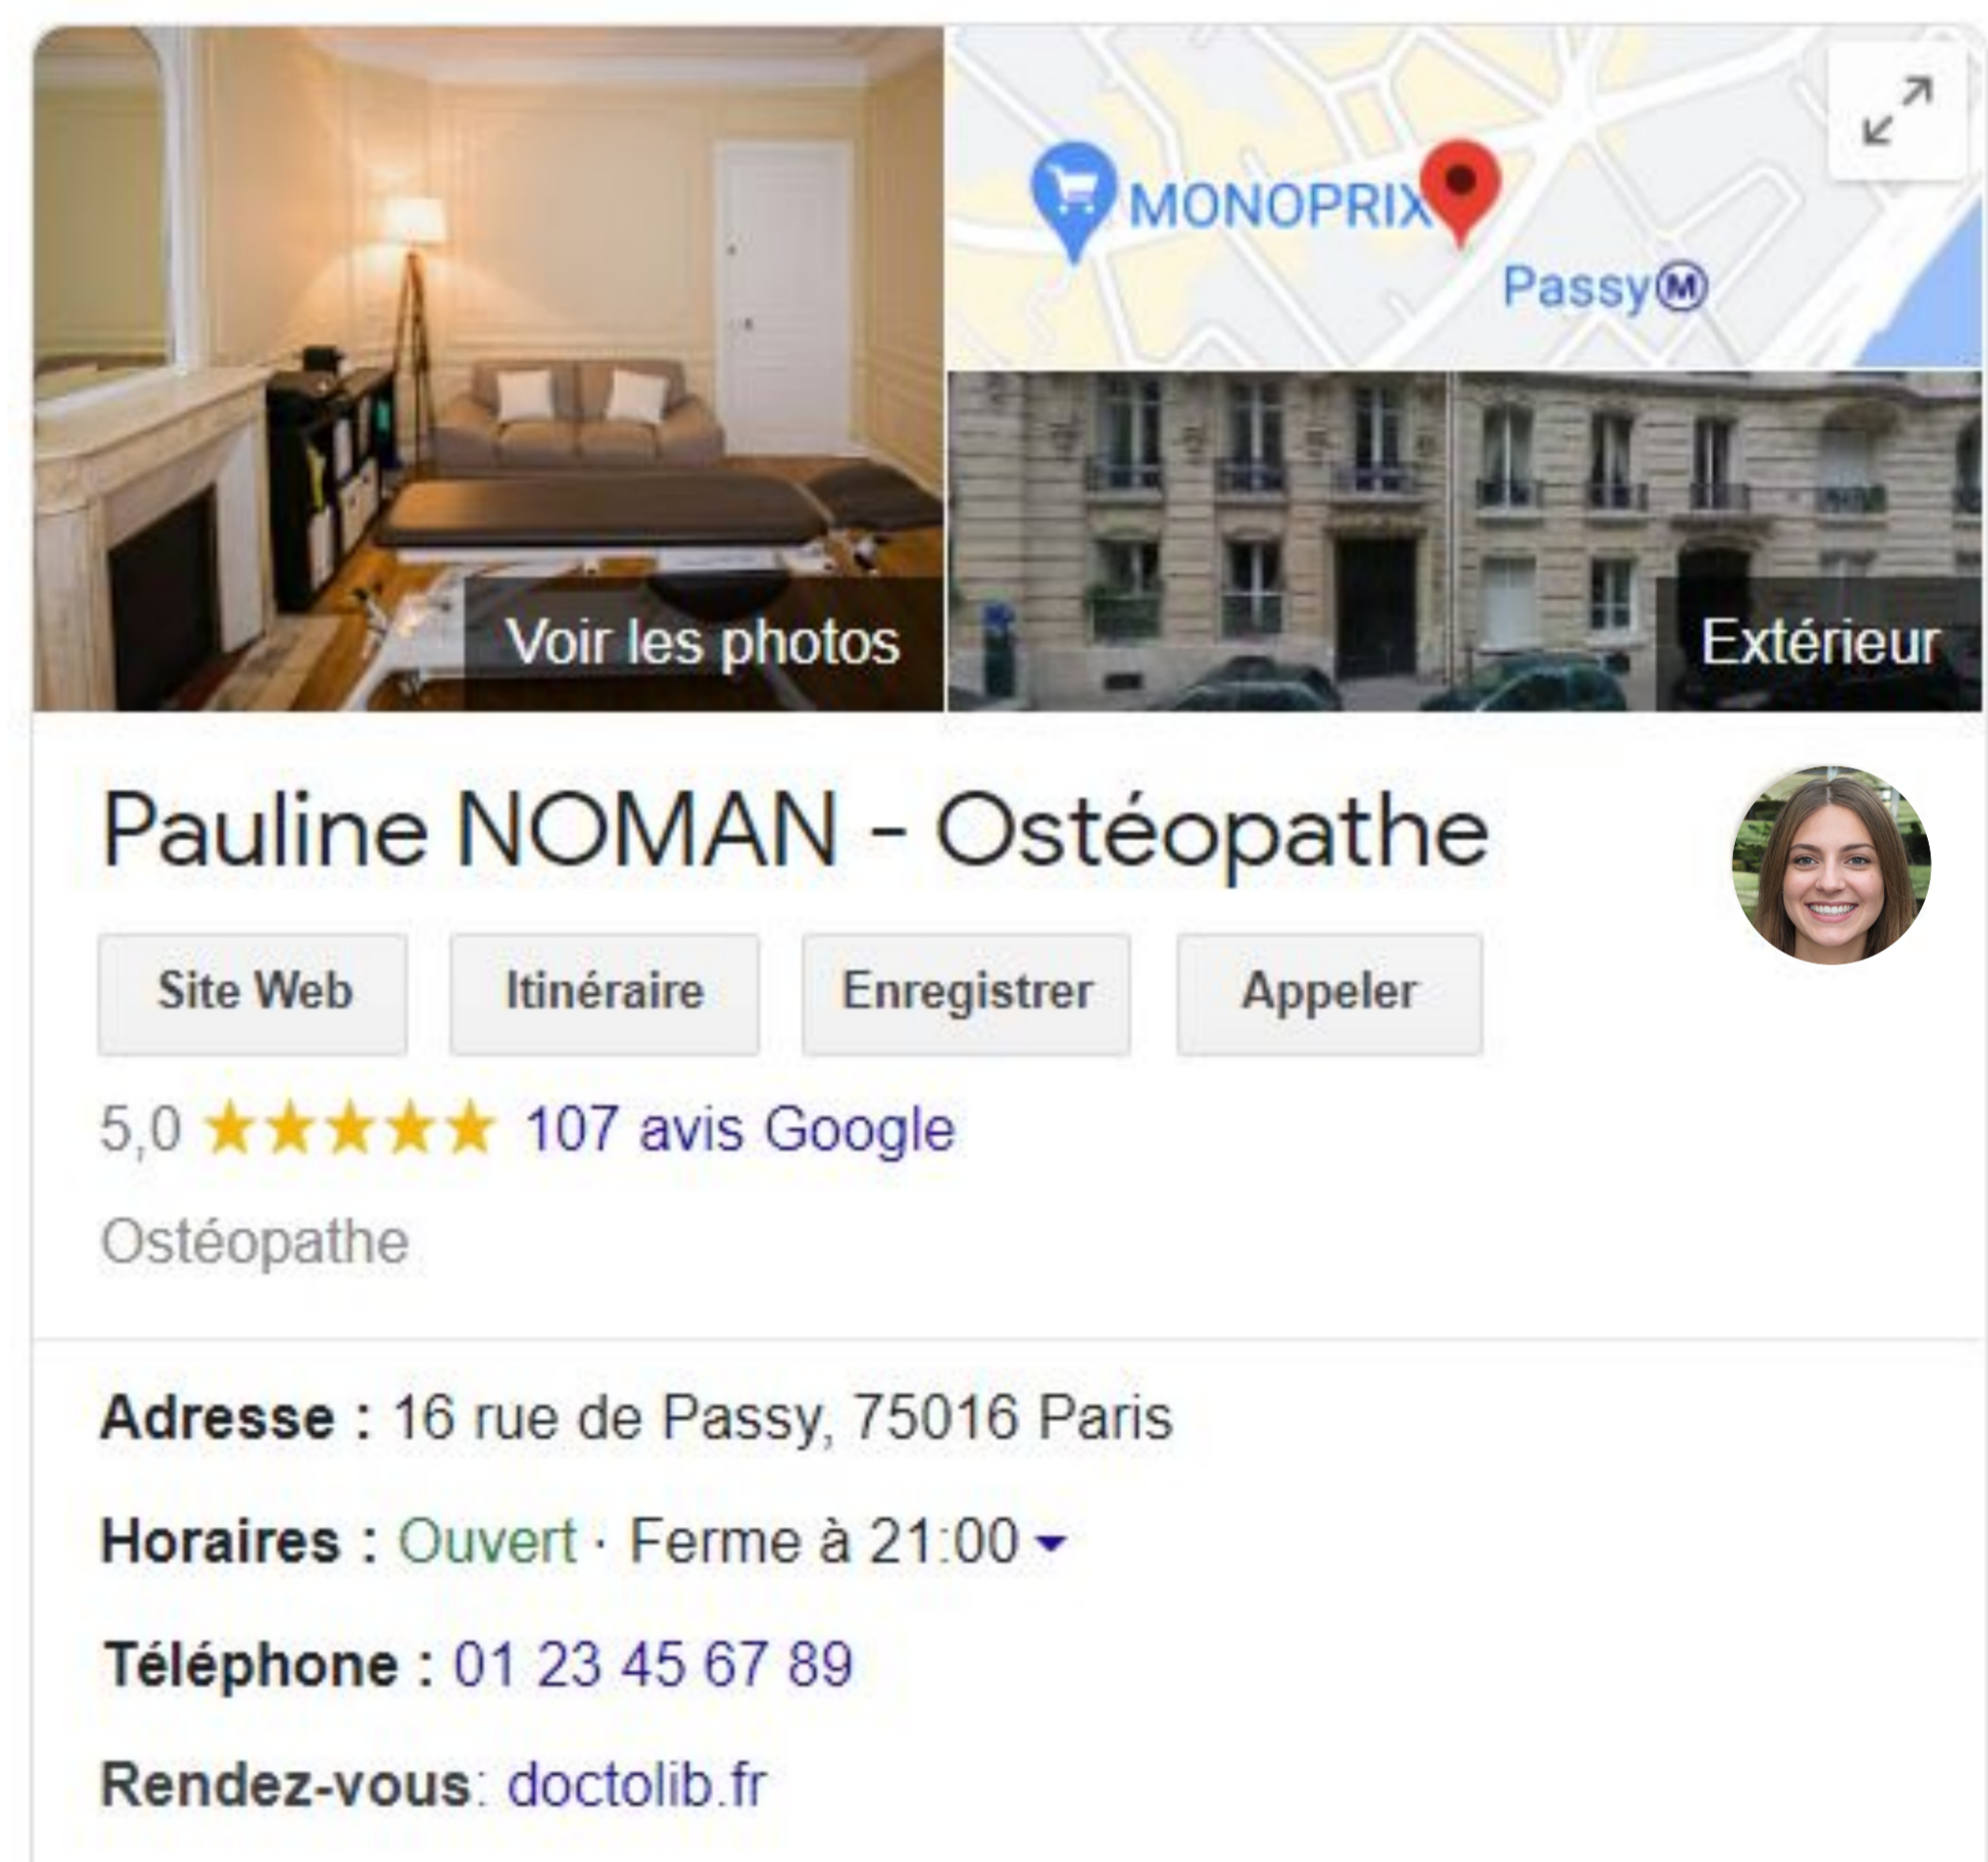 MONOPRIX
Passy M
Voir les photos
Extérieur
Pauline NOMAN - Ostéopathe
Site Web
Itinéraire
Enregistrer
Appeler
5,0 ★★★★★ 107 avis Google
Ostéopathe
Adresse : 16 rue de Passy, 75016 Paris
Horaires : Ouvert · Ferme à 21:00
Téléphone : 01 23 45 67 89
Rendez-vous: doctolib.fr